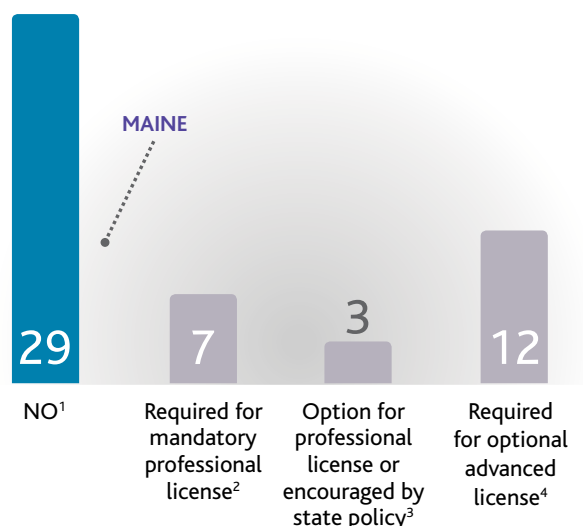 MAINE
29
7
3
12
NO¹
Required for
mandatory
professional
license²
Option for
professional
license or
encouraged by
state policy³
Required
for optional
advanced
license⁴